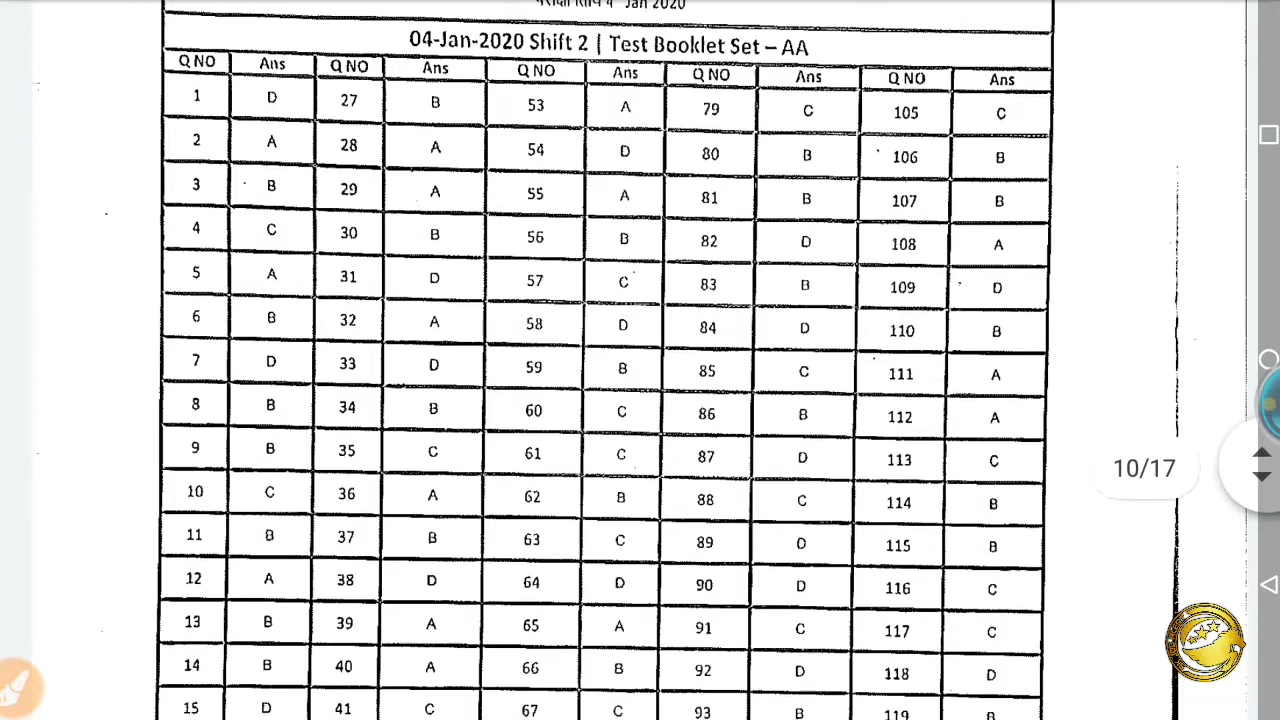 Jan 2020
04-Jan-2020 Shift 2 | Test Booklet Set – AA
Q NO Ans Q NO Ans Q NO Ans Q NO Ans Q NO Ans
1 D 27 B 53 A 79 C 105 C
2 A 28 A 54 D 80 B 106 B
3 B 29 A 55 A 81 B 107 B
4 C 30 B 56 B 82 D 108 A
5 A 31 D 57 C 83 B 109 D
6 B 32 A 58 D 84 D 110 B
7 D 33 D 59 B 85 C 111 A
8 B 34 B 60 C 86 B 112 A
9 B 35 C 61 C 87 D 113 C
10 C 36 A 62 B 88 C 114 B
11 B 37 B 63 C 89 D 115 B
12 A 38 D 64 D 90 D 116 C
13 B 39 A 65 A 91 C 117 C
14 B 40 A 66 B 92 D 118 D
15 D 41 C 67 C 93 B 119 B
10/17